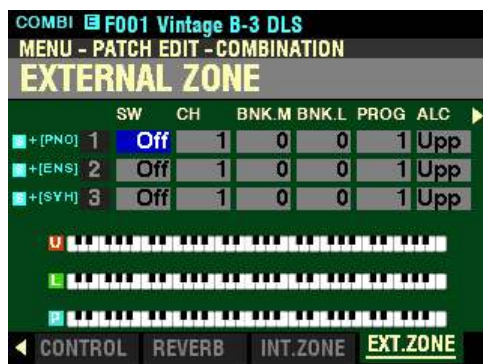 COMBI E F001 Vintage B-3 DLS
MENU - PATCH EDIT - COMBINATION
EXTERNAL ZONE
SW CH BNK.M BNK.L PROG ALC
S +[PNO] 1 Off 1 0 0 1 Upp
S +[ENS] 2 Off 1 0 0 1 Upp
S +[SYH] 3 Off 1 0 0 1 Upp
U
L
P
CONTROL REVERB INT.ZONE EXT.ZONE